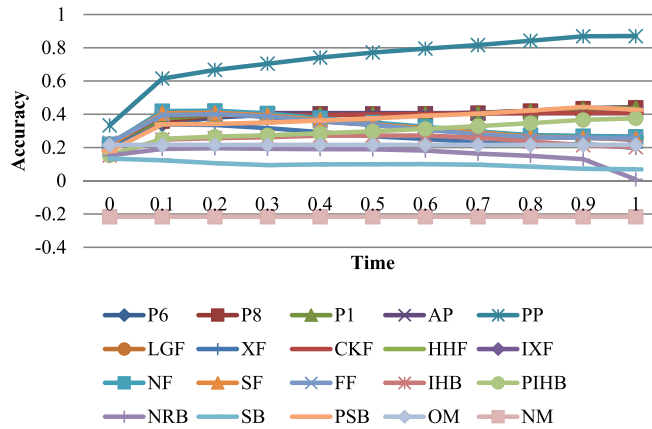 1
0.8
0.6
0.4
0.2
0
-0.2
-0.4
Accuracy
0 0.1 0.2 0.3 0.4 0.5 0.6 0.7 0.8 0.9 1
Time
P6 P8 P1 AP PP
LGF XF CKF HHF IXF
NF SF FF IHB PIHB
NRB SB PSB OM NM